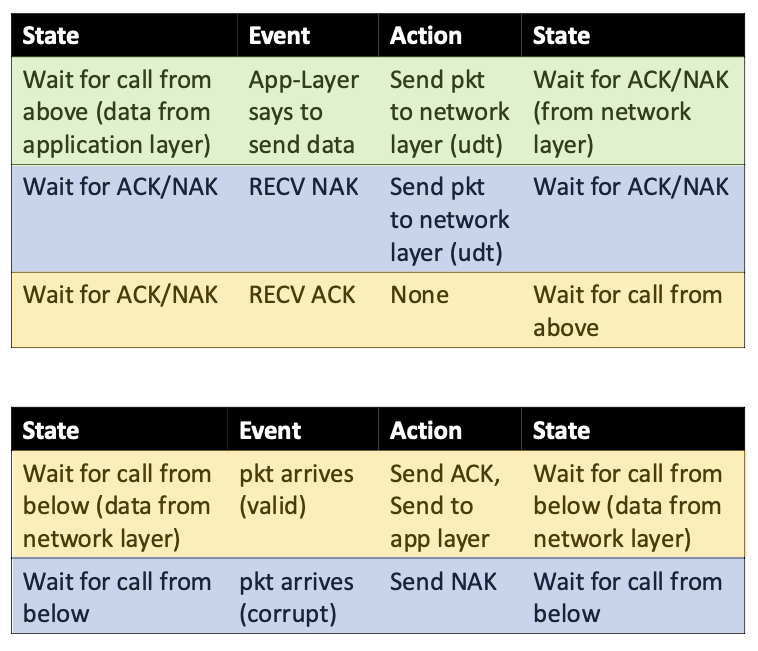 State Event Action State
Wait for call from above (data from application layer) App-Layer says to send data Send pkt to network layer (udt) Wait for ACK/NAK (from network layer)
Wait for ACK/NAK RECV NAK Send pkt to network layer (udt) Wait for ACK/NAK
Wait for ACK/NAK RECV ACK None Wait for call from above
State Event Action State
Wait for call from below (data from network layer) pkt arrives (valid) Send ACK, Send to app layer Wait for call from below (data from network layer)
Wait for call from below pkt arrives (corrupt) Send NAK Wait for call from below